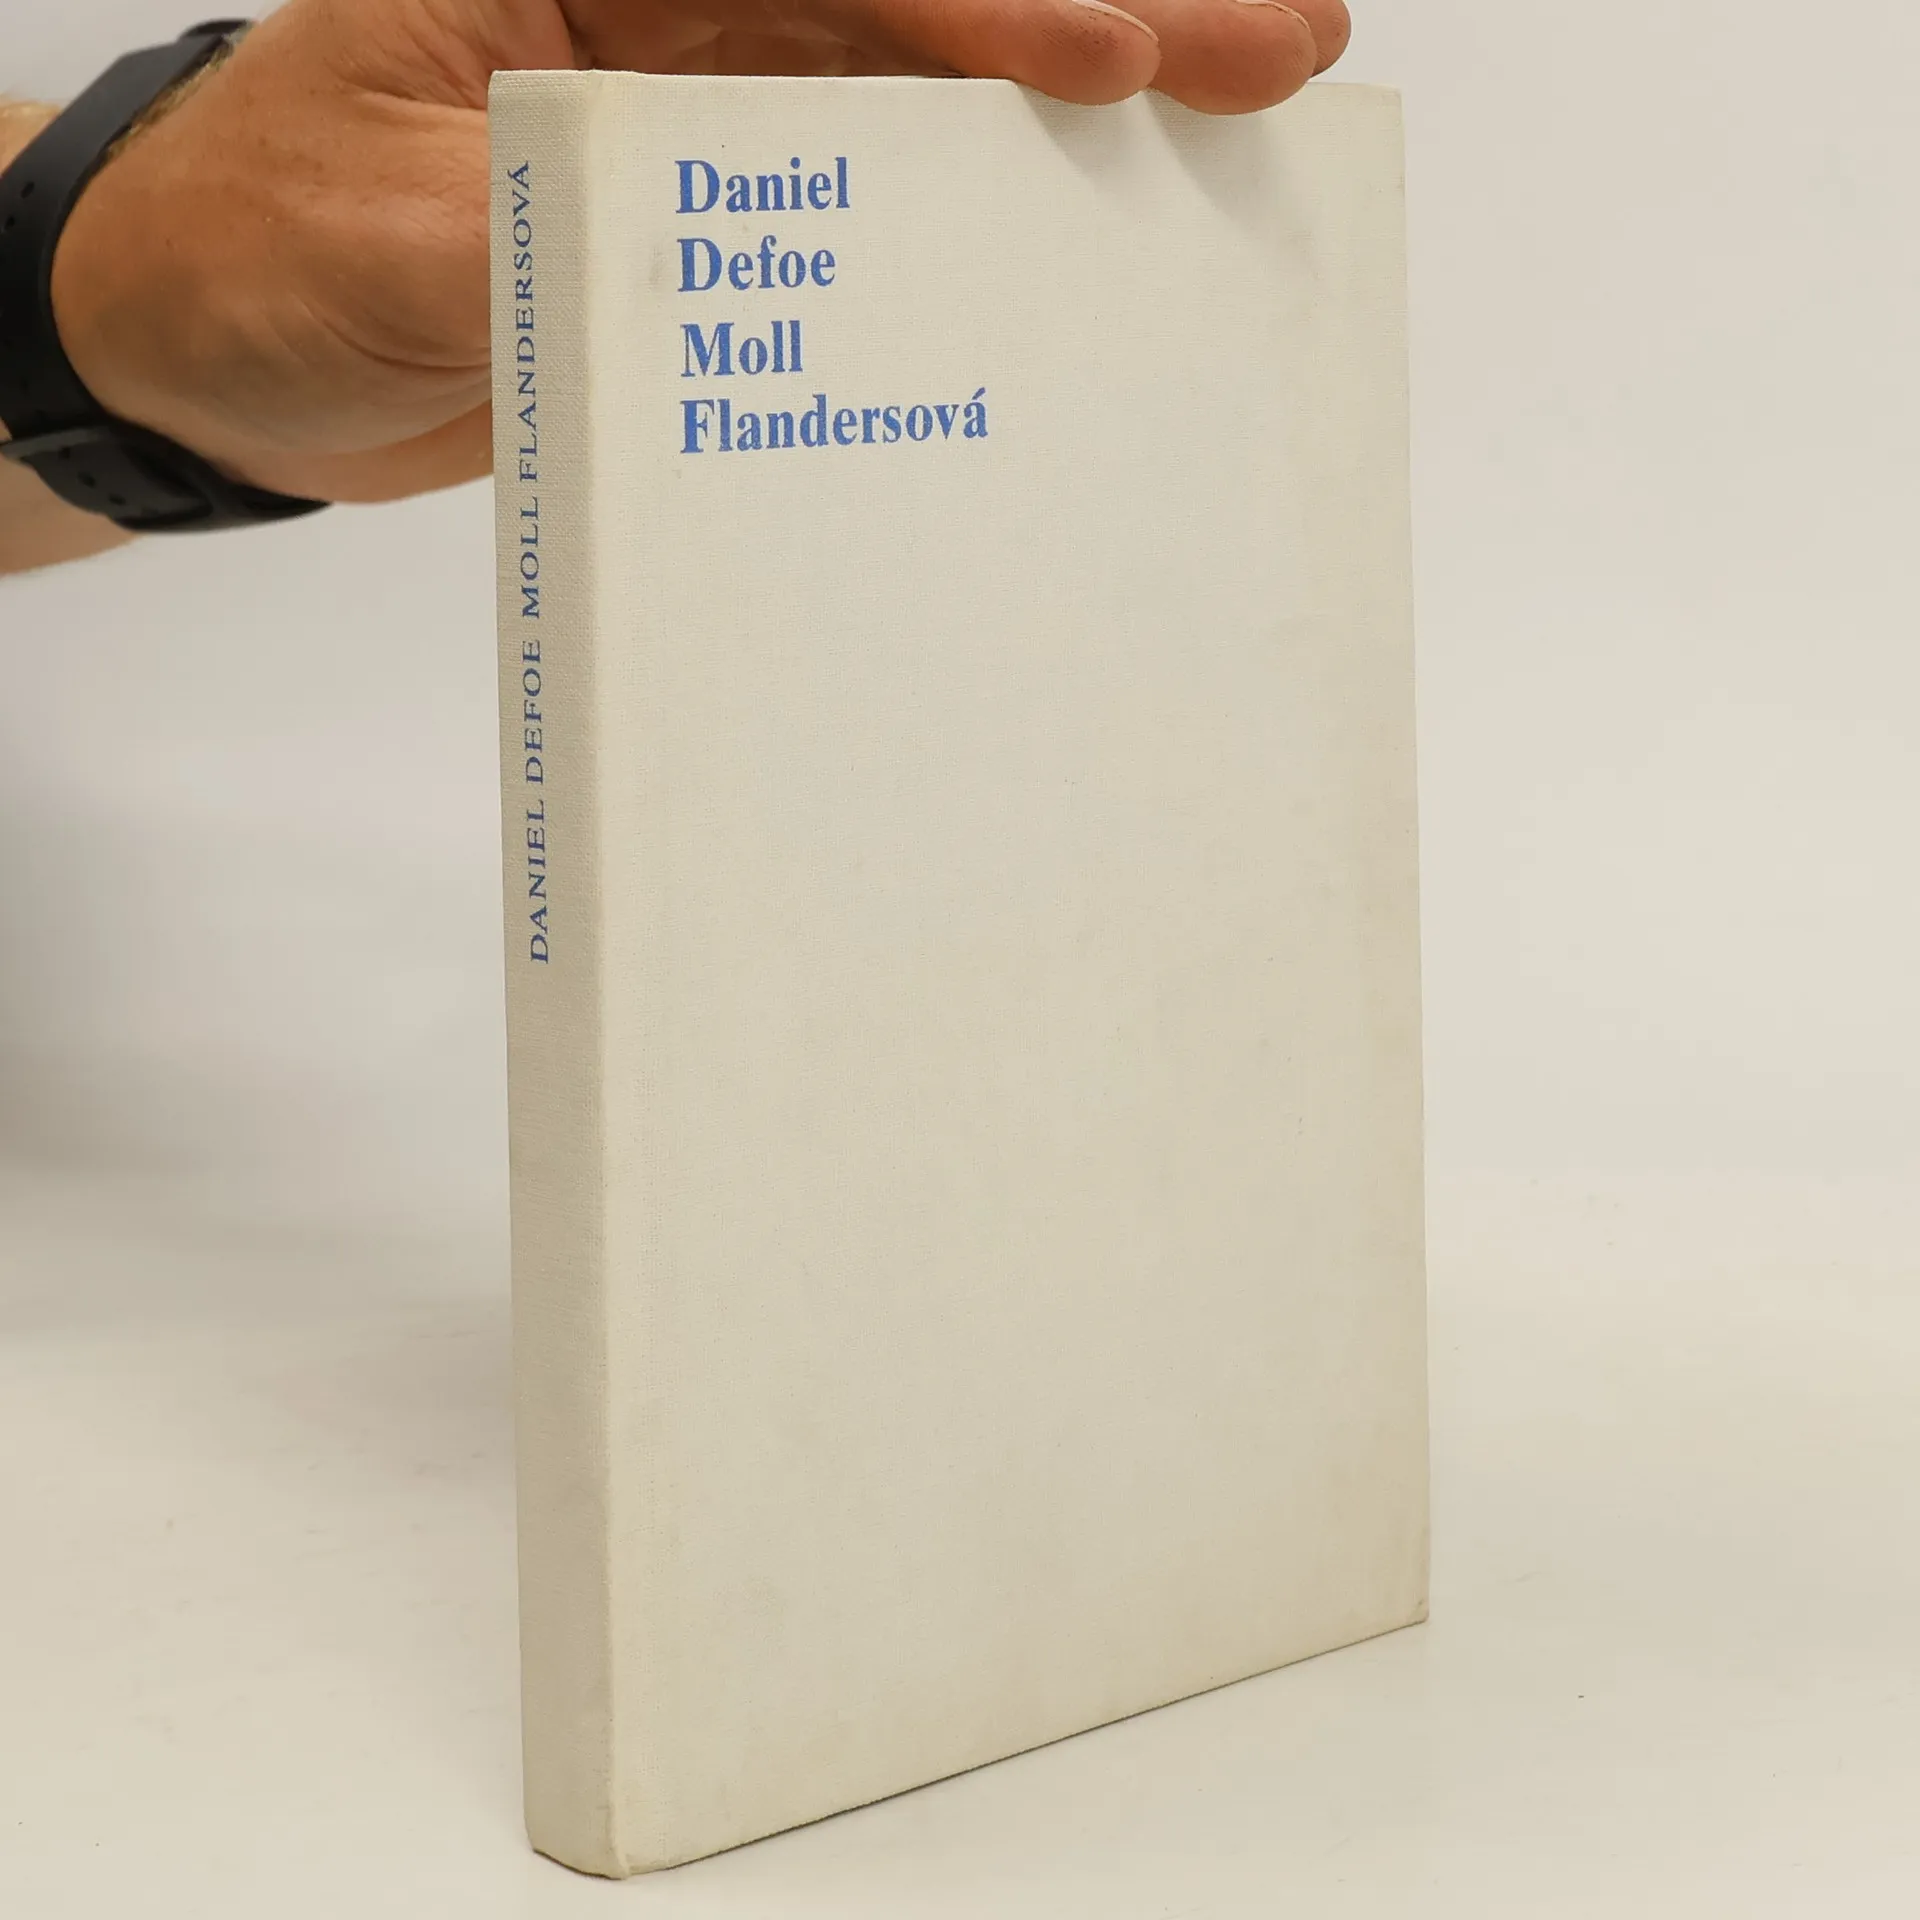 DANIEL DEFOE MOLL FLANDERSOVÁ
Daniel
Defoe
Moll
Flandersová